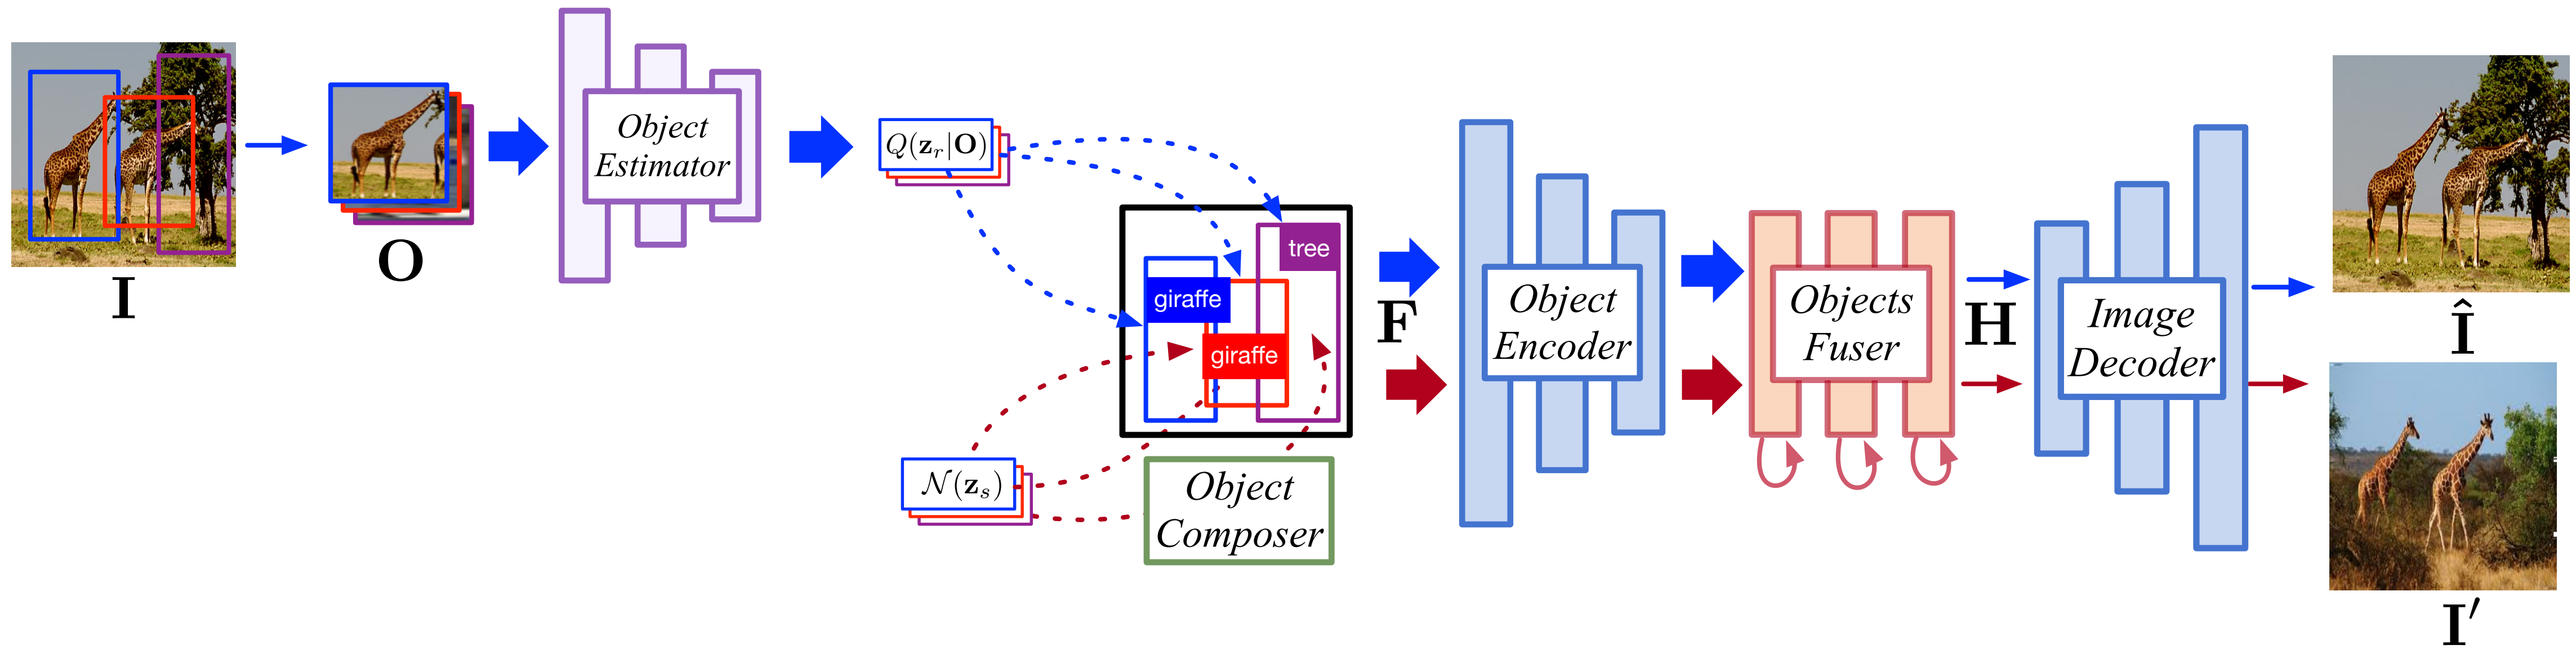 I
O
Object
Estimator
Q(z_r|O)
N(z_s)
giraffe
giraffe
tree
Object
Composer
F
Object
Encoder
Objects
Fuser
H
Image
Decoder
Î
I′